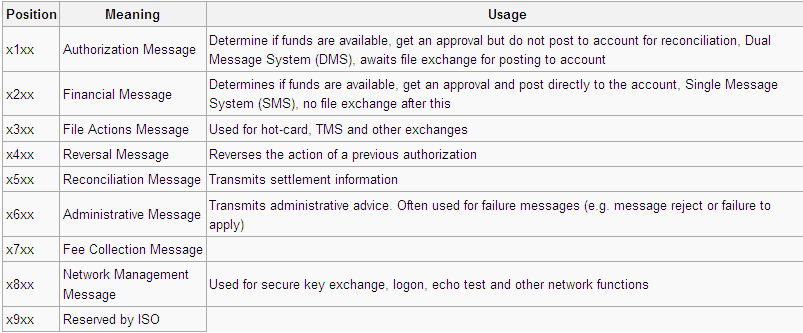 Position Meaning Usage
x1xx Authorization Message Determine if funds are available, get an approval but do not post to account for reconciliation, Dual
Message System (DMS), awaits file exchange for posting to account
x2xx Financial Message Determines if funds are available, get an approval and post directly to the account, Single Message
System (SMS), no file exchange after this
x3xx File Actions Message Used for hot-card, TMS and other exchanges
x4xx Reversal Message Reverses the action of a previous authorization
x5xx Reconciliation Message Transmits settlement information
x6xx Administrative Message Transmits administrative advice. Often used for failure messages (e.g. message reject or failure to
apply)
x7xx Fee Collection Message
x8xx Network Management
Message Used for secure key exchange, logon, echo test and other network functions
x9xx Reserved by ISO